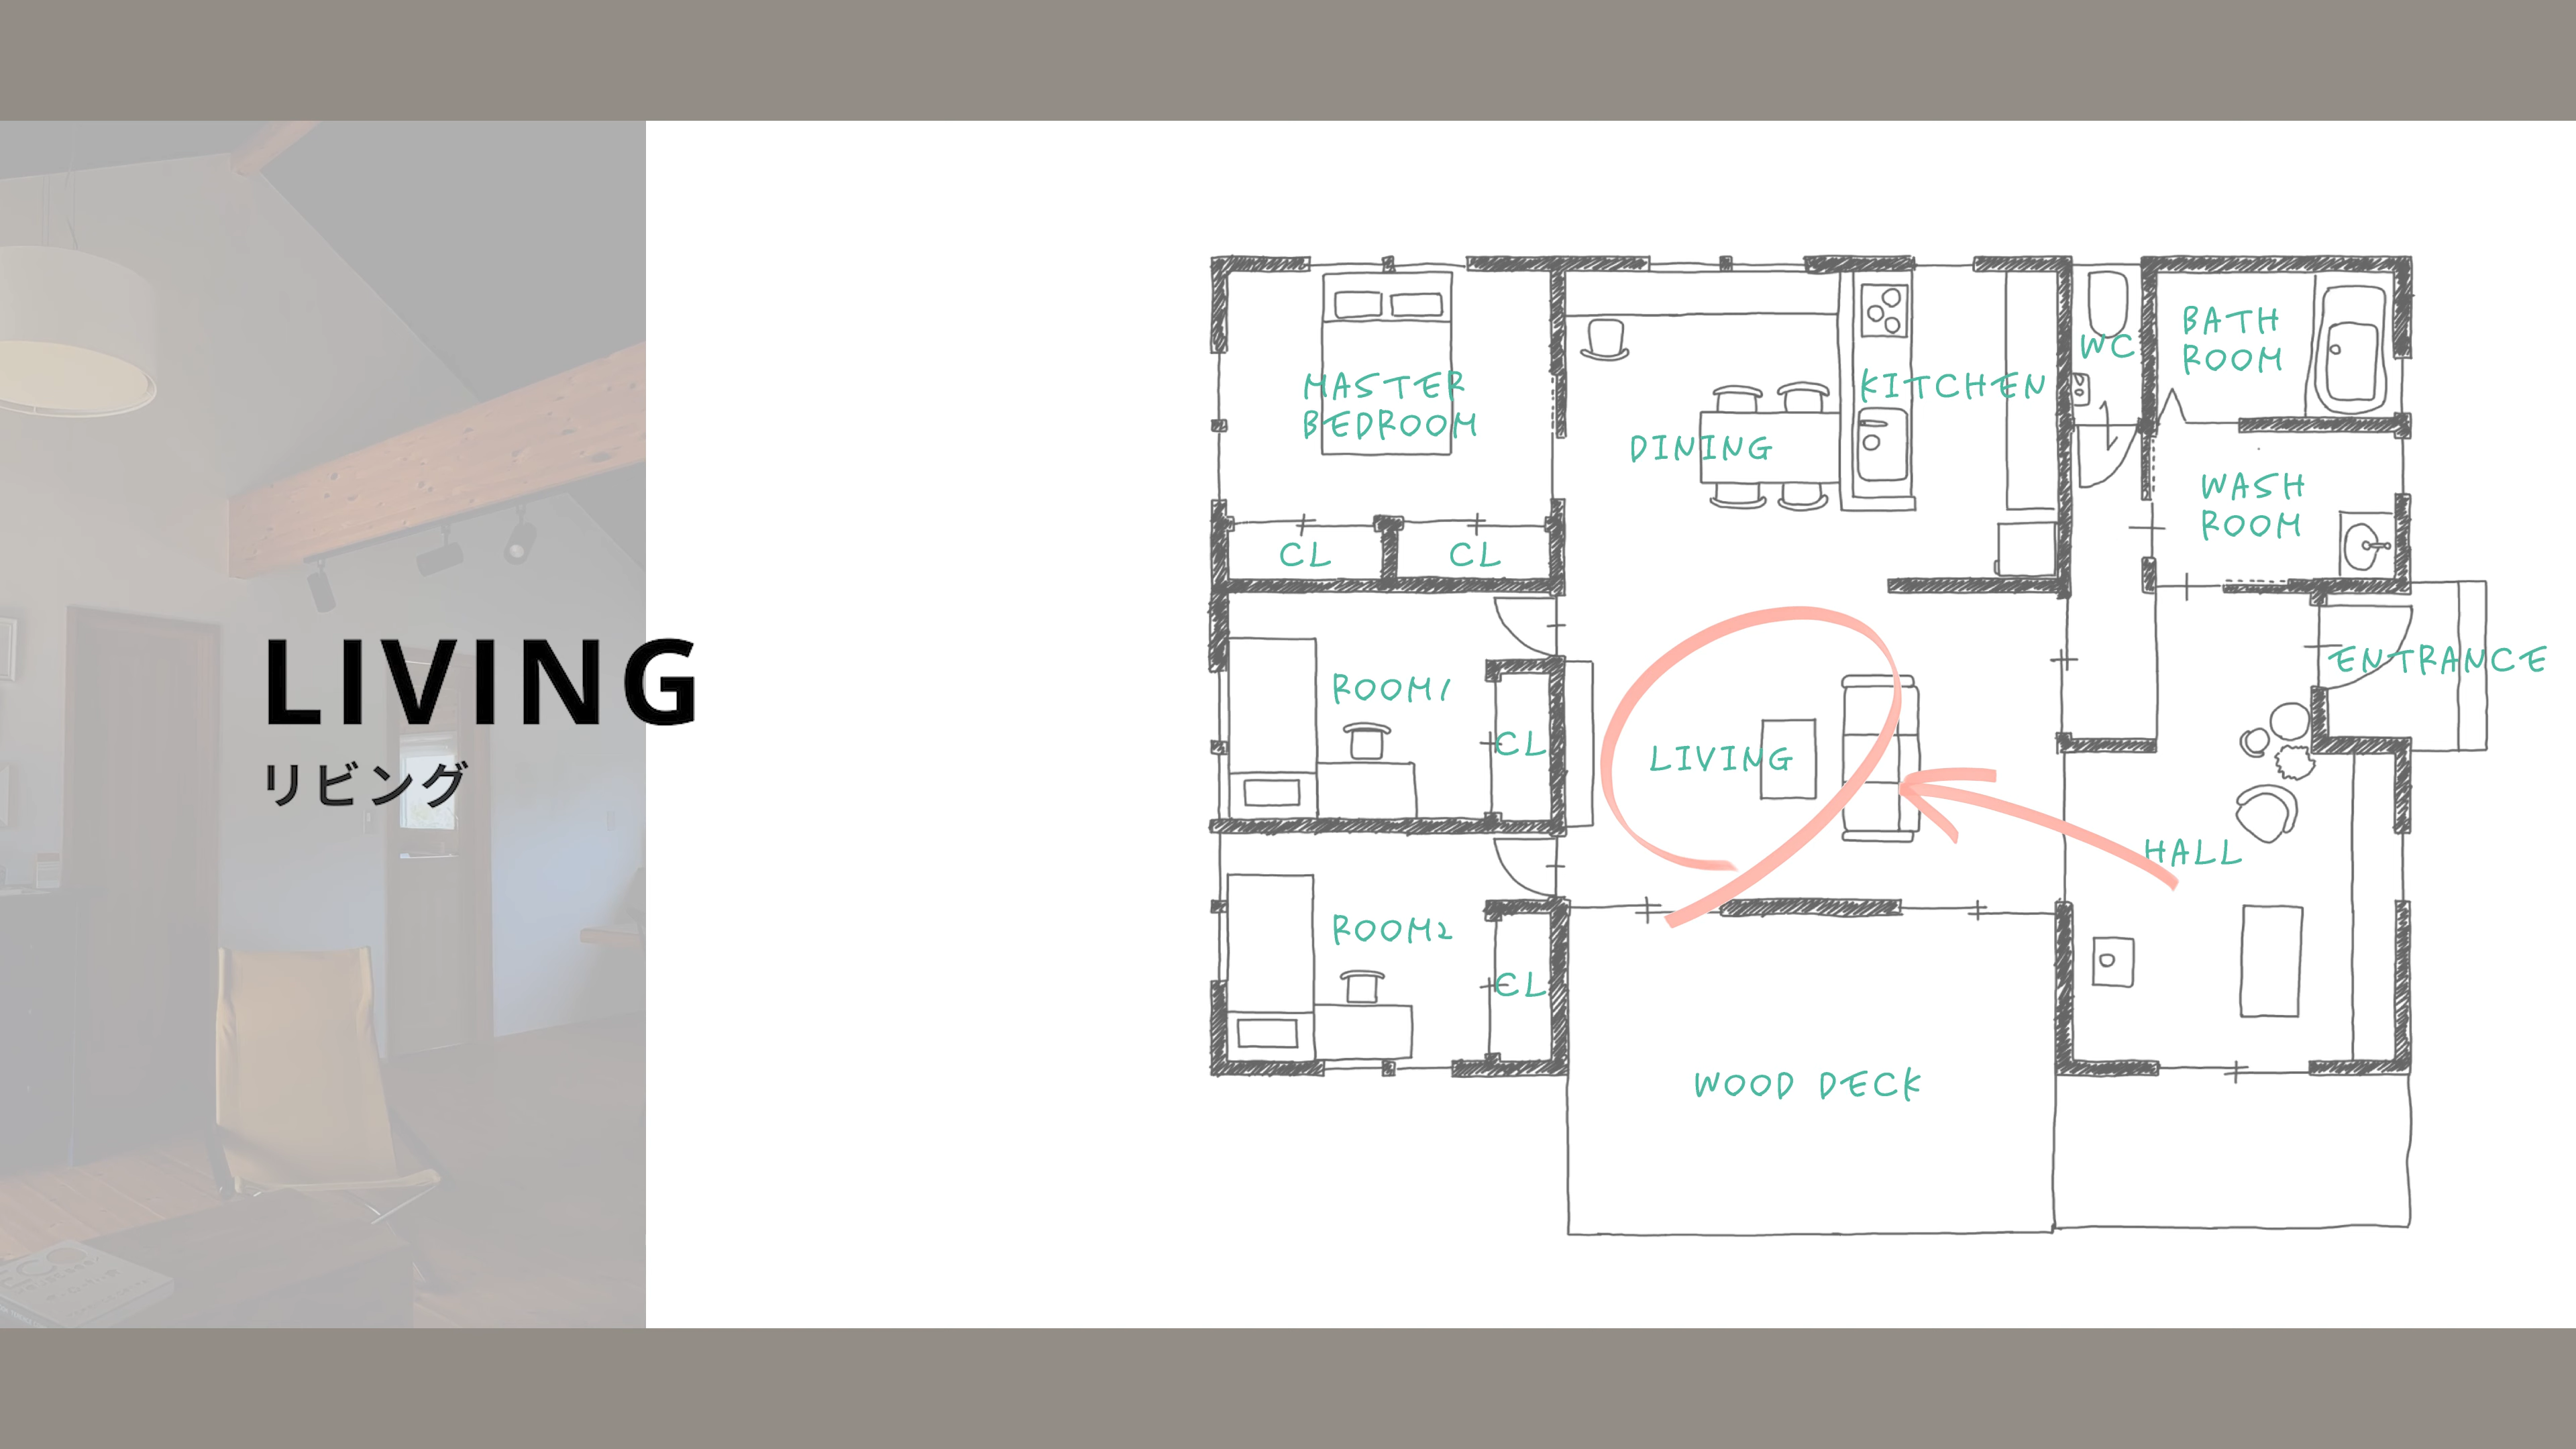 LIVING
リビング
MASTER
BEDROOM
CL
CL
ROOM1
CL
ROOM2
CL
DINING
KITCHEN
WC
BATH
ROOM
WASH
ROOM
ENTRANCE
LIVING
HALL
WOOD DECK